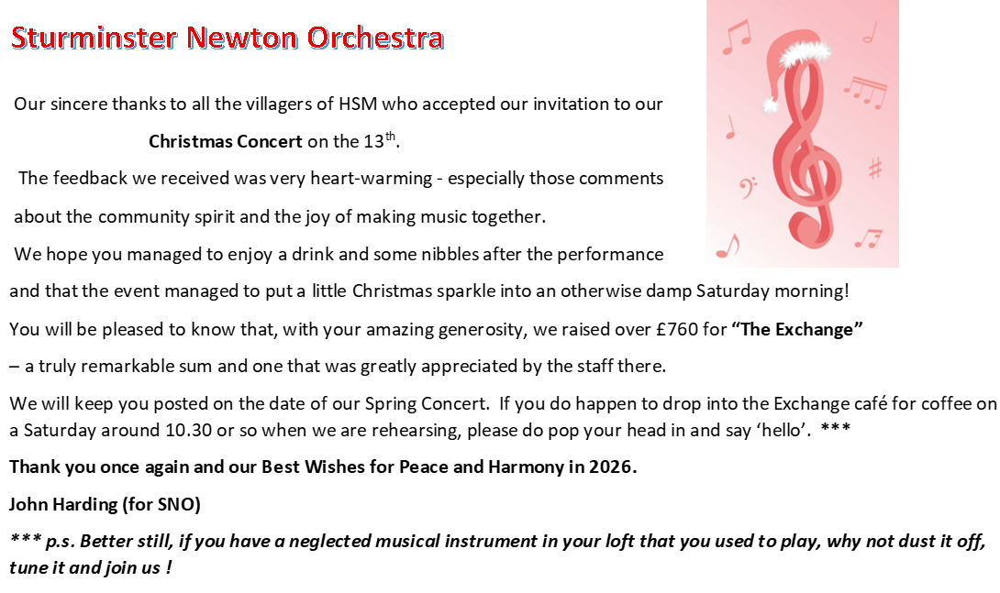 Sturminster Newton Orchestra
Our sincere thanks to all the villagers of HSM who accepted our invitation to our
Christmas Concert on the 13th.
The feedback we received was very heart-warming - especially those comments
about the community spirit and the joy of making music together.
We hope you managed to enjoy a drink and some nibbles after the performance
and that the event managed to put a little Christmas sparkle into an otherwise damp Saturday morning!
You will be pleased to know that, with your amazing generosity, we raised over £760 for “The Exchange”
– a truly remarkable sum and one that was greatly appreciated by the staff there.
We will keep you posted on the date of our Spring Concert.  If you do happen to drop into the Exchange café for coffee on
a Saturday around 10.30 or so when we are rehearsing, please do pop your head in and say ‘hello’.  ***
Thank you once again and our Best Wishes for Peace and Harmony in 2026.
John Harding (for SNO)
*** p.s. Better still, if you have a neglected musical instrument in your loft that you used to play, why not dust it off,
tune it and join us !